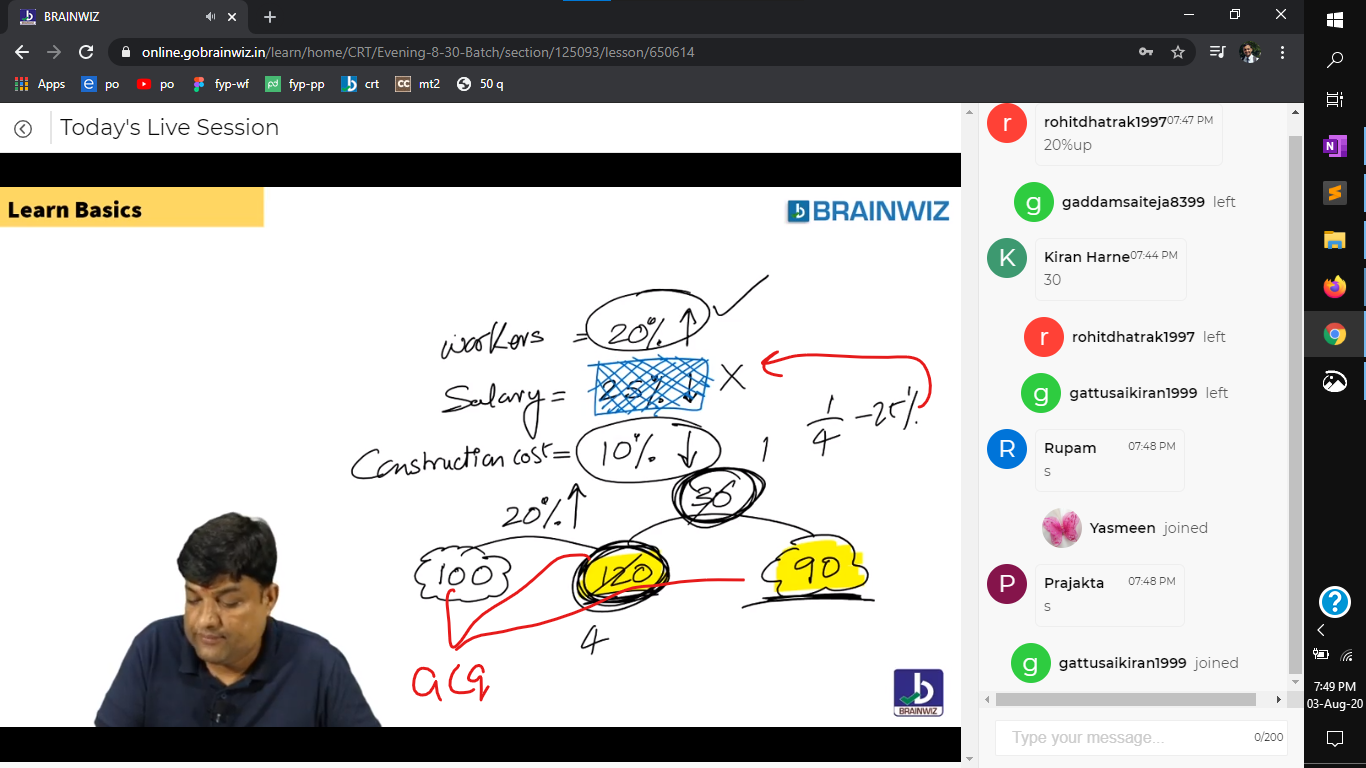 BRAINWIZ
online.gobrainwiz.in/learn/home/CRT/Evening-8-30-Batch/section/125093/lesson/650614
Apps po po fyp-wf fyp-pp crt mt2 50 q
Today's Live Session
Learn Basics
BRAINWIZ
workers = 20% ↑ ✓
Salary = 25% ↓ X
1/4 - 25%
Construction cost = 10% ↓ 1
20% ↑
30
100 120 90
4
acq
BRAINWIZ
rohitdhatrak1997 07:47 PM
20%up
g gaddamsaiteja8399 left
K Kiran Harne 07:44 PM
30
r rohitdhatrak1997 left
g gattusaikiran1999 left
R Rupam 07:48 PM
s
Yasmeen joined
P Prajakta 07:48 PM
s
g gattusaikiran1999 joined
Type your message... 0/200
7:49 PM
03-Aug-20